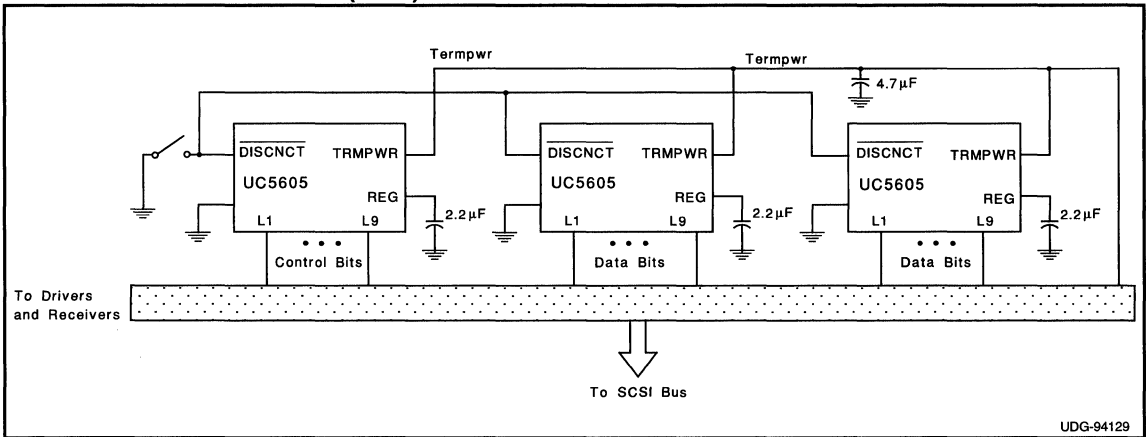 Termpwr
Termpwr
4.7µF
DISCNCT TRMPWR
UC5605
REG
L1 L9
2.2µF
Control Bits
DISCNCT TRMPWR
UC5605
REG
L1 L9
2.2µF
Data Bits
DISCNCT TRMPWR
UC5605
REG
L1 L9
2.2µF
Data Bits
To Drivers
and Receivers
To SCSI Bus
UDG-94129